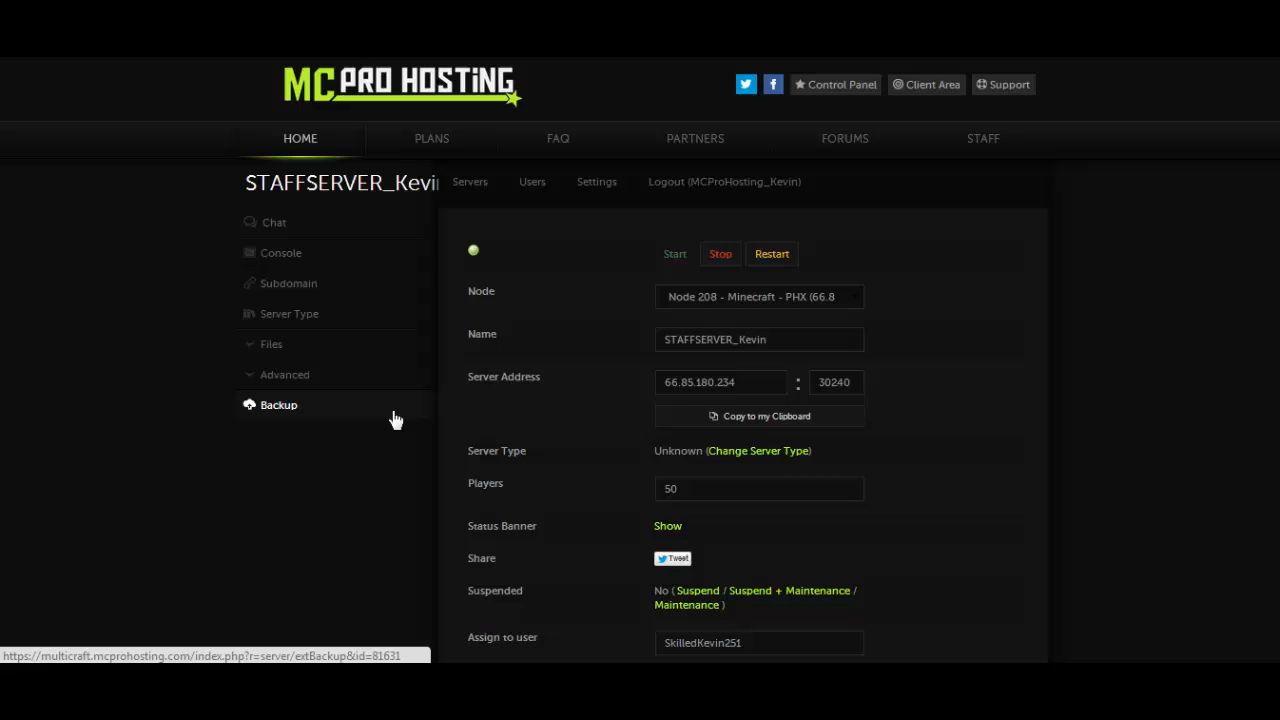 MC PRO HOSTING
Control Panel
Client Area
Support
HOME
PLANS
FAQ
PARTNERS
FORUMS
STAFF
STAFFSERVER_Kevi
Servers
Users
Settings
Logout (MCProHosting_Kevin)
Chat
Console
Subdomain
Server Type
Files
Advanced
Backup
Start
Stop
Restart
Node
Node 208 - Minecraft - PHX (66.8
Name
STAFFSERVER_Kevin
Server Address
66.85.180.234 : 30240
Copy to my Clipboard
Server Type
Unknown (Change Server Type)
Players
50
Status Banner
Show
Share
Tweet
Suspended
No ( Suspend / Suspend + Maintenance /
Maintenance )
Assign to user
SkilledKevin251
https://multicraft.mcprohosting.com/index.php?r=server/extBackup&id=81631